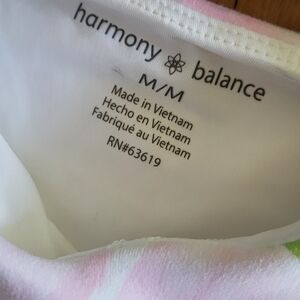 harmony balance
M/M
Made in Vietnam
Hecho en Vietnam
Fabriqué au Vietnam
RN#63619